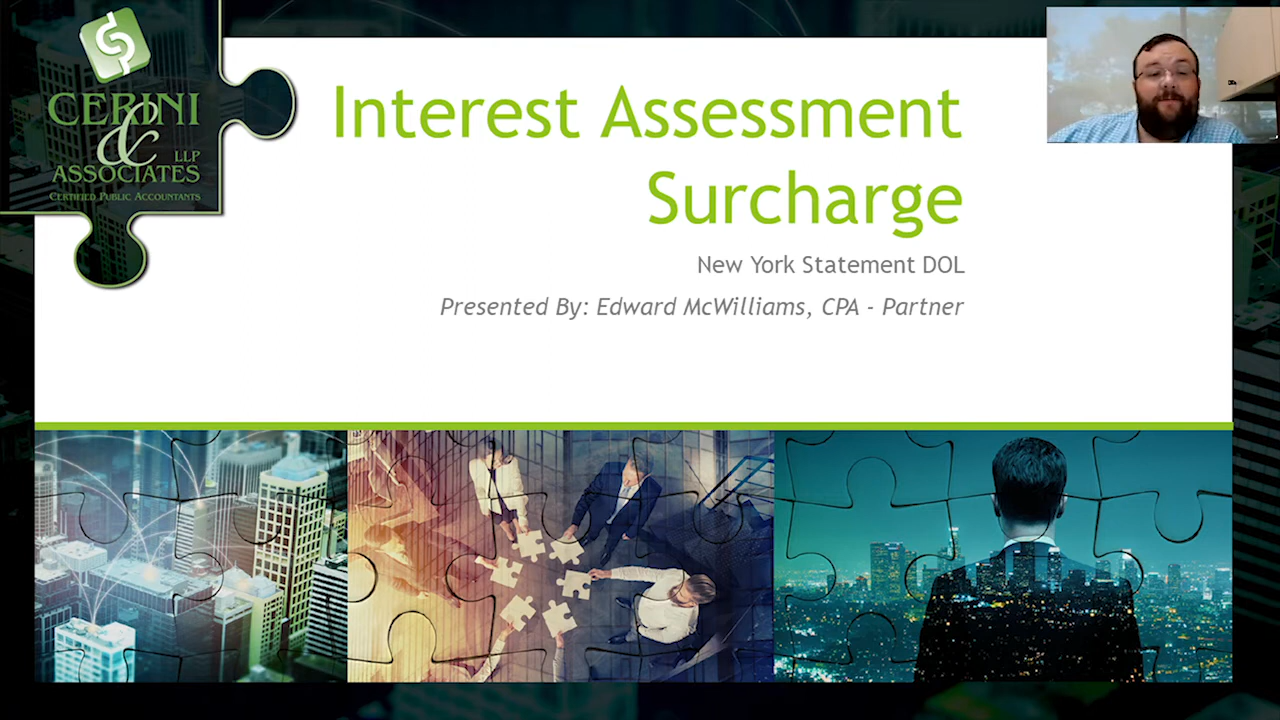 CERINI
&
LLP
ASSOCIATES
CERTIFIED PUBLIC ACCOUNTANTS
Interest Assessment
Surcharge
New York Statement DOL
Presented By: Edward McWilliams, CPA - Partner